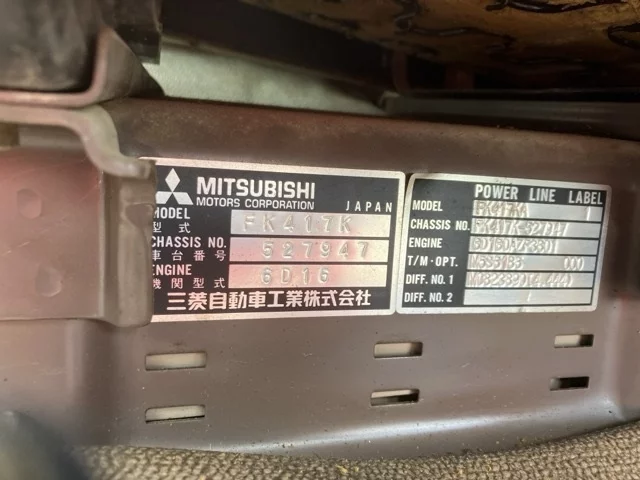 MITSUBISHI
MOTORS CORPORATION JAPAN
MODEL
型式 FK417K
CHASSIS NO.
車台番号 527947
ENGINE
機関型式 6D16
三菱自動車工業株式会社
POWER LINE LABEL
MODEL
CHASSIS NO.
ENGINE
T/M·OPT. 000
DIFF. NO. 1
DIFF. NO. 2 /